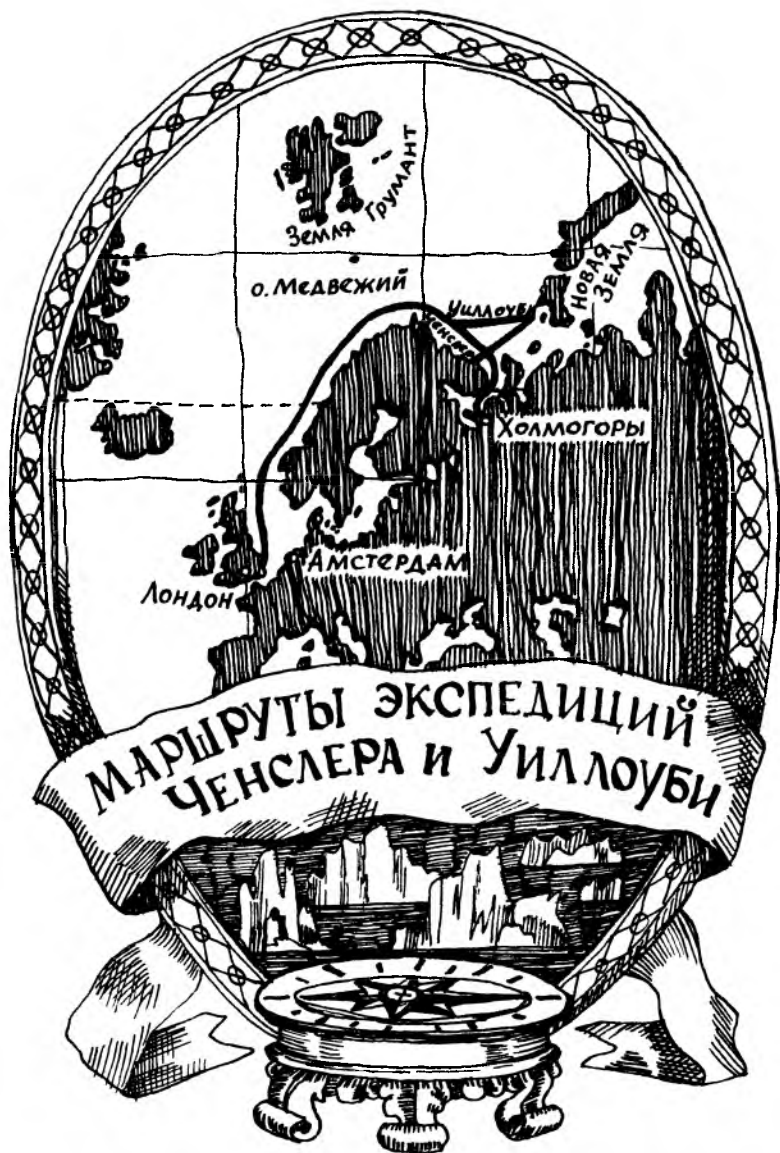 Земля Грумант
о. Медвежий
Новая
Земля
Уиллоуби
Ченслер
Холмогоры
Амстердам
Лондон
МАРШРУТЫ ЭКСПЕДИЦИЙ
ЧЕНСЛЕРА И УИЛЛОУБИ